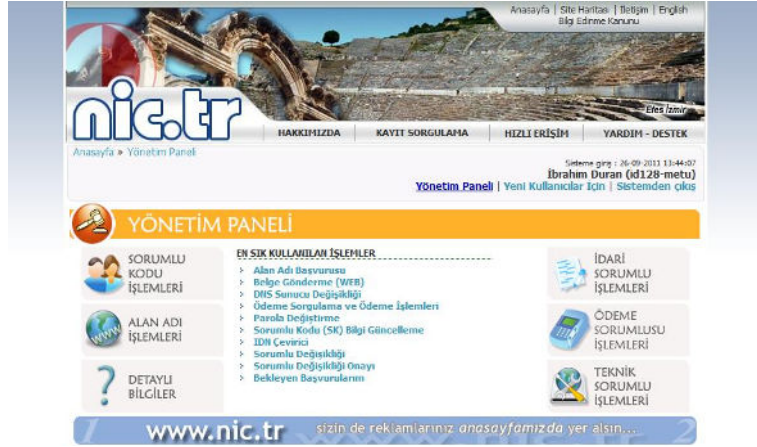 Anasayfa | Site Haritası | İletişim | English
Bilgi Edinme Kanunu
nic.tr
Efes İzmir
HAKKIMIZDA KAYIT SORGULAMA HIZLI ERİŞİM YARDIM - DESTEK
Anasayfa » Yönetim Paneli
Sisteme giriş : 26-09-2011 13:44:07
İbrahim Duran (id128-metu)
Yönetim Paneli | Yeni Kullanıcılar İçin | Sistemden çıkış
YÖNETİM PANELİ
SORUMLU
KODU
İŞLEMLERİ
ALAN ADI
İŞLEMLERİ
DETAYLI
BİLGİLER
EN SIK KULLANILAN İŞLEMLER
Alan Adı Başvurusu
Belge Gönderme (WEB)
DNS Sunucu Değişikliği
Ödeme Sorgulama ve Ödeme İşlemleri
Parola Değiştirme
Sorumlu Kodu (SK) Bilgi Güncelleme
IDN Çevirici
Sorumlu Değişikliği
Sorumlu Değişikliği Onayı
Bekleyen Başvurularım
İDARİ
SORUMLU
İŞLEMLERİ
ÖDEME
SORUMLUSU
İŞLEMLERİ
TEKNİK
SORUMLU
İŞLEMLERİ
1 www.nic.tr sizin de reklamlarınız anasayfamızda yer alsın... 2